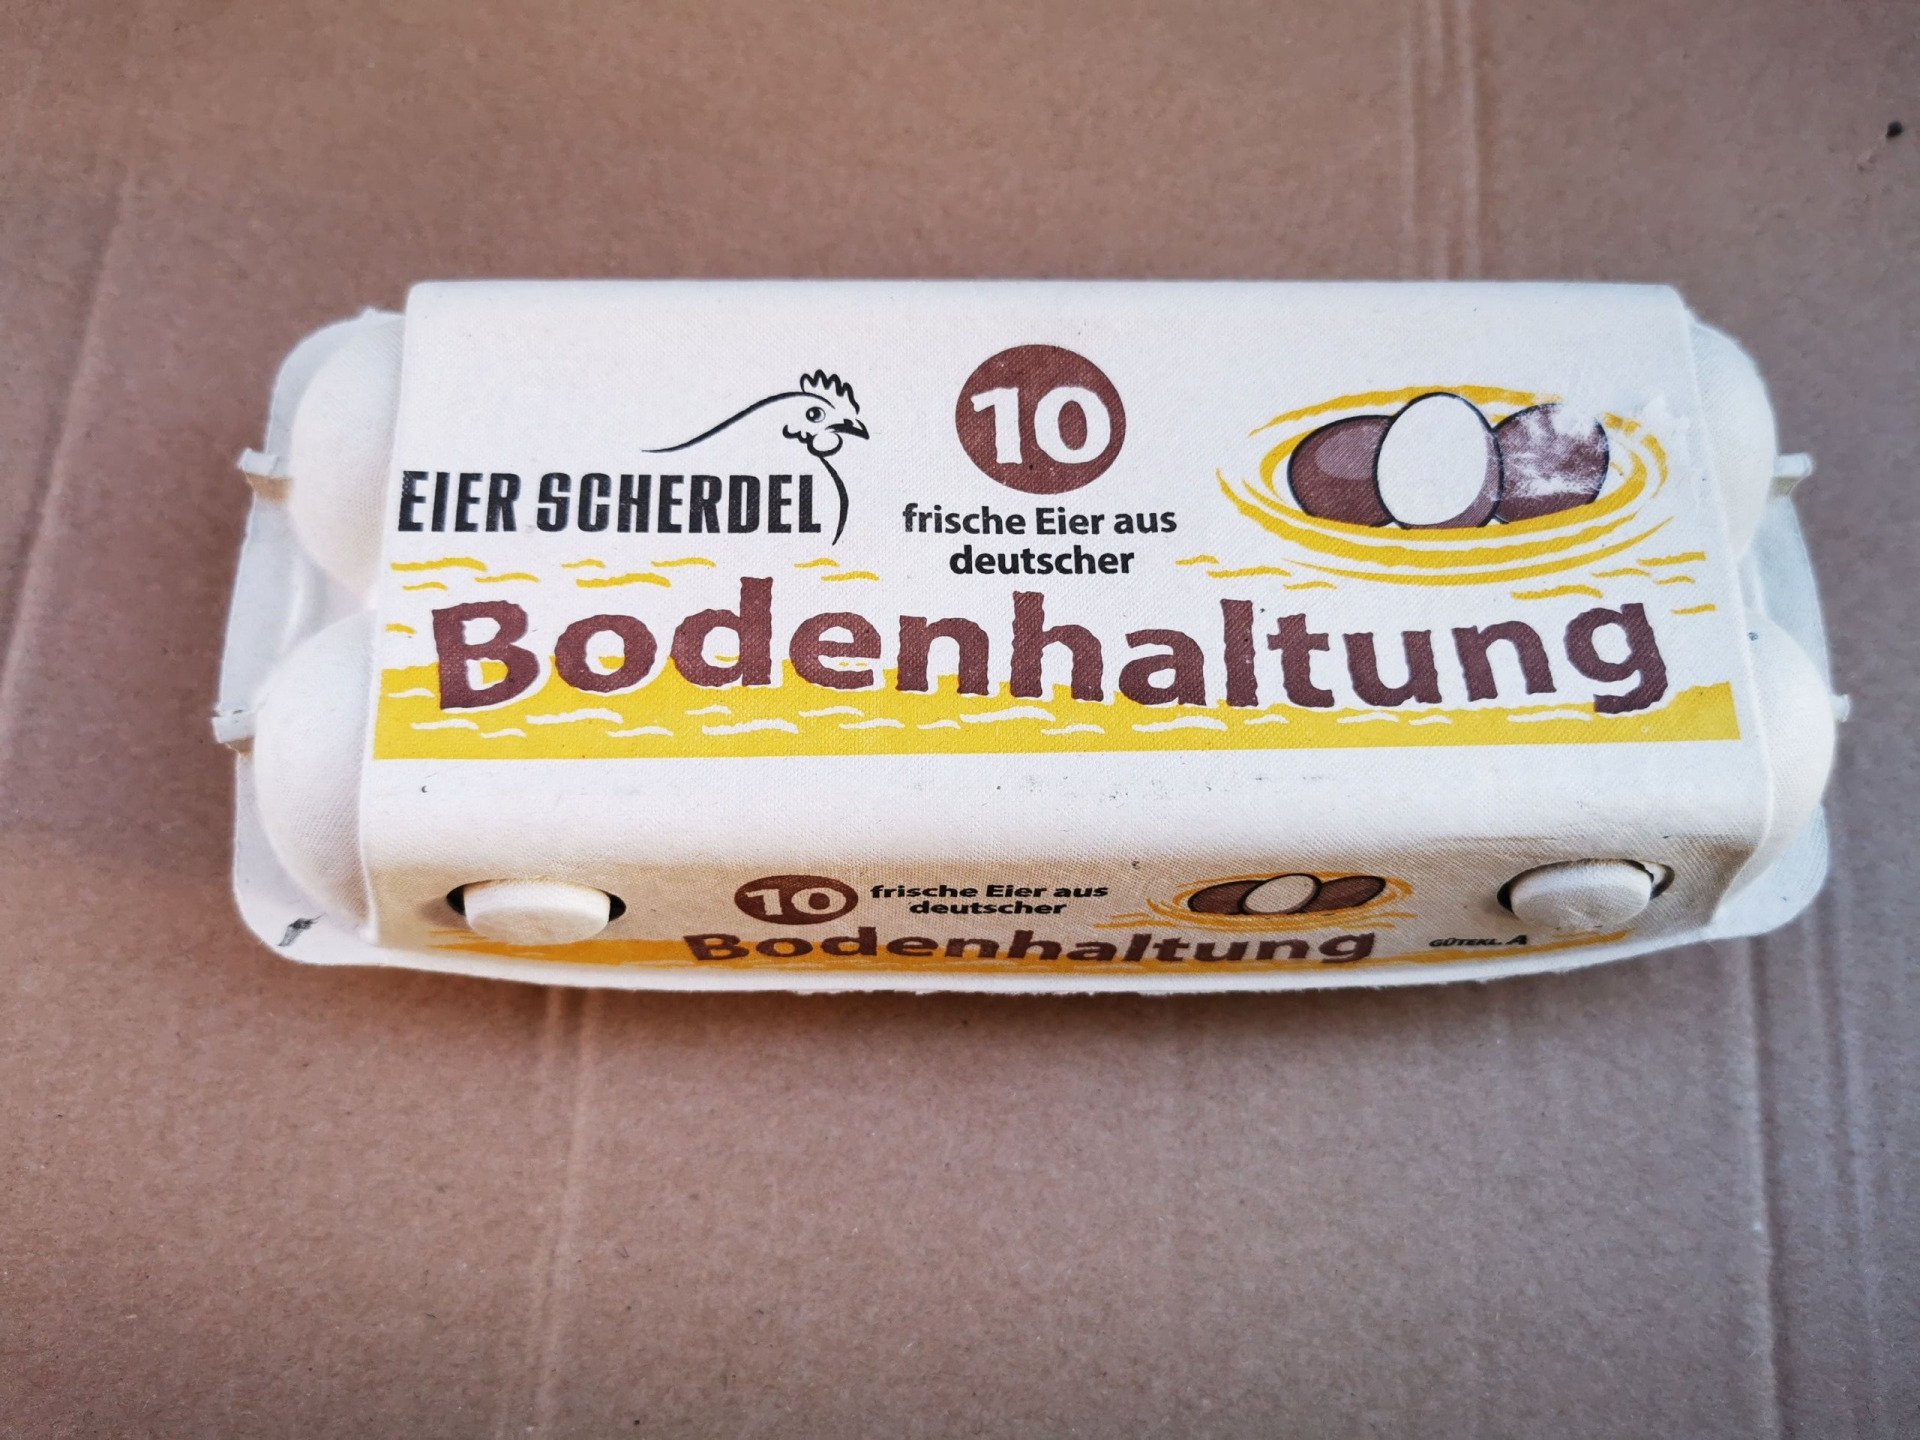 EIER SCHERDEL
10
frische Eier aus
deutscher
Bodenhaltung
10
frische Eier aus
deutscher
Bodenhaltung
GÜTEKL. A